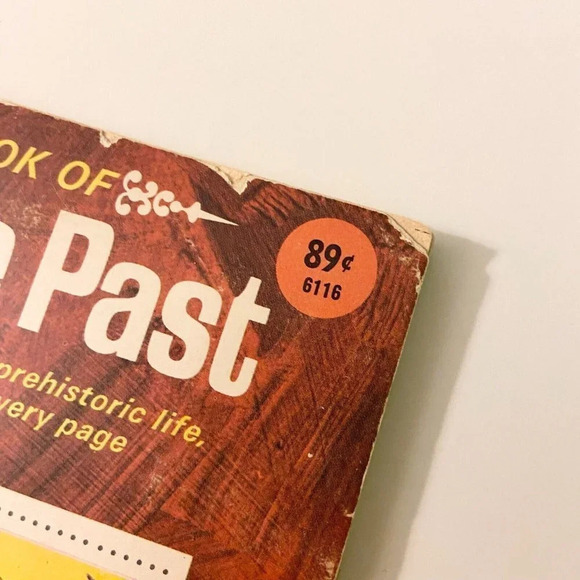 OK OF
Past
89¢
6116
prehistoric life,
very page